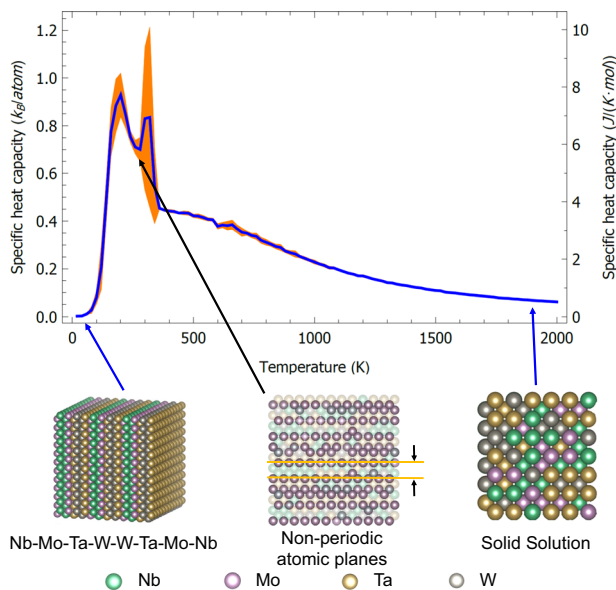 1.2
1.0
0.8
0.6
0.4
0.2
0.0
Specific heat capacity (k_B/atom)
10
8
6
4
2
0
Specific heat capacity (J/(K·mol)
0
500
1000
1500
2000
Temperature (K)
Nb-Mo-Ta-W-W-Ta-Mo-Nb
Non-periodic
atomic planes
Solid Solution
Nb
Mo
Ta
W